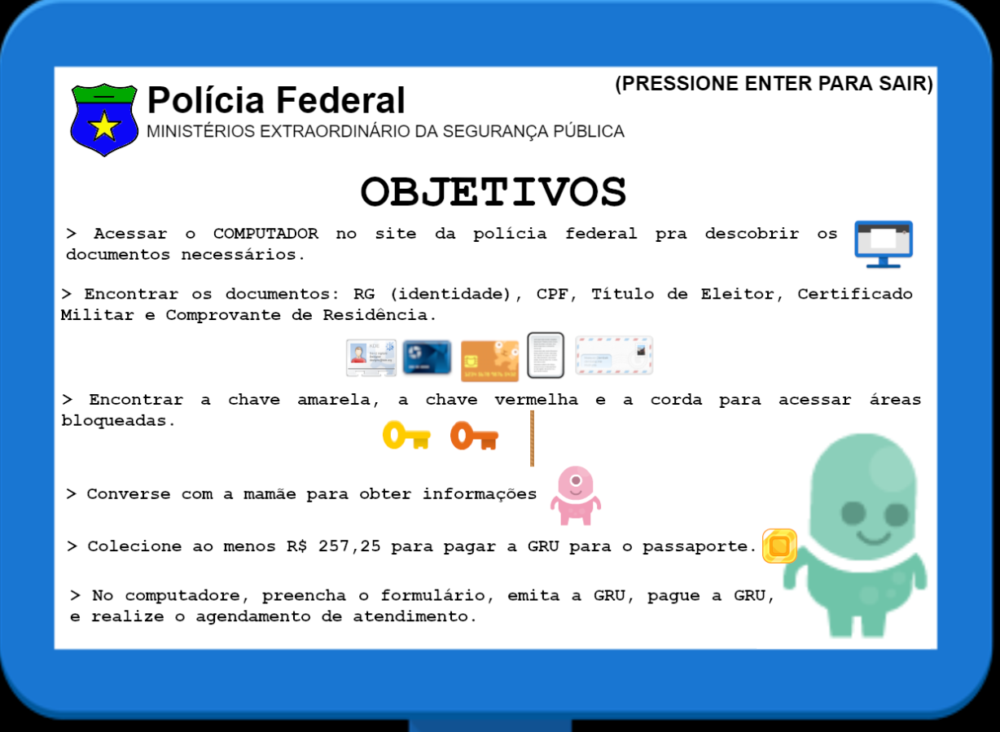 (PRESSIONE ENTER PARA SAIR)
Polícia Federal
MINISTÉRIOS EXTRAORDINÁRIO DA SEGURANÇA PÚBLICA
OBJETIVOS
> Acessar o COMPUTADOR no site da polícia federal pra descobrir os
documentos necessários.
> Encontrar os documentos: RG (identidade), CPF, Título de Eleitor, Certificado
Militar e Comprovante de Residência.
> Encontrar a chave amarela, a chave vermelha e a corda para acessar áreas
bloqueadas.
> Converse com a mamãe para obter informações
> Colecione ao menos R$ 257,25 para pagar a GRU para o passaporte.
> No computadore, preencha o formulário, emita a GRU, pague a GRU,
e realize o agendamento de atendimento.